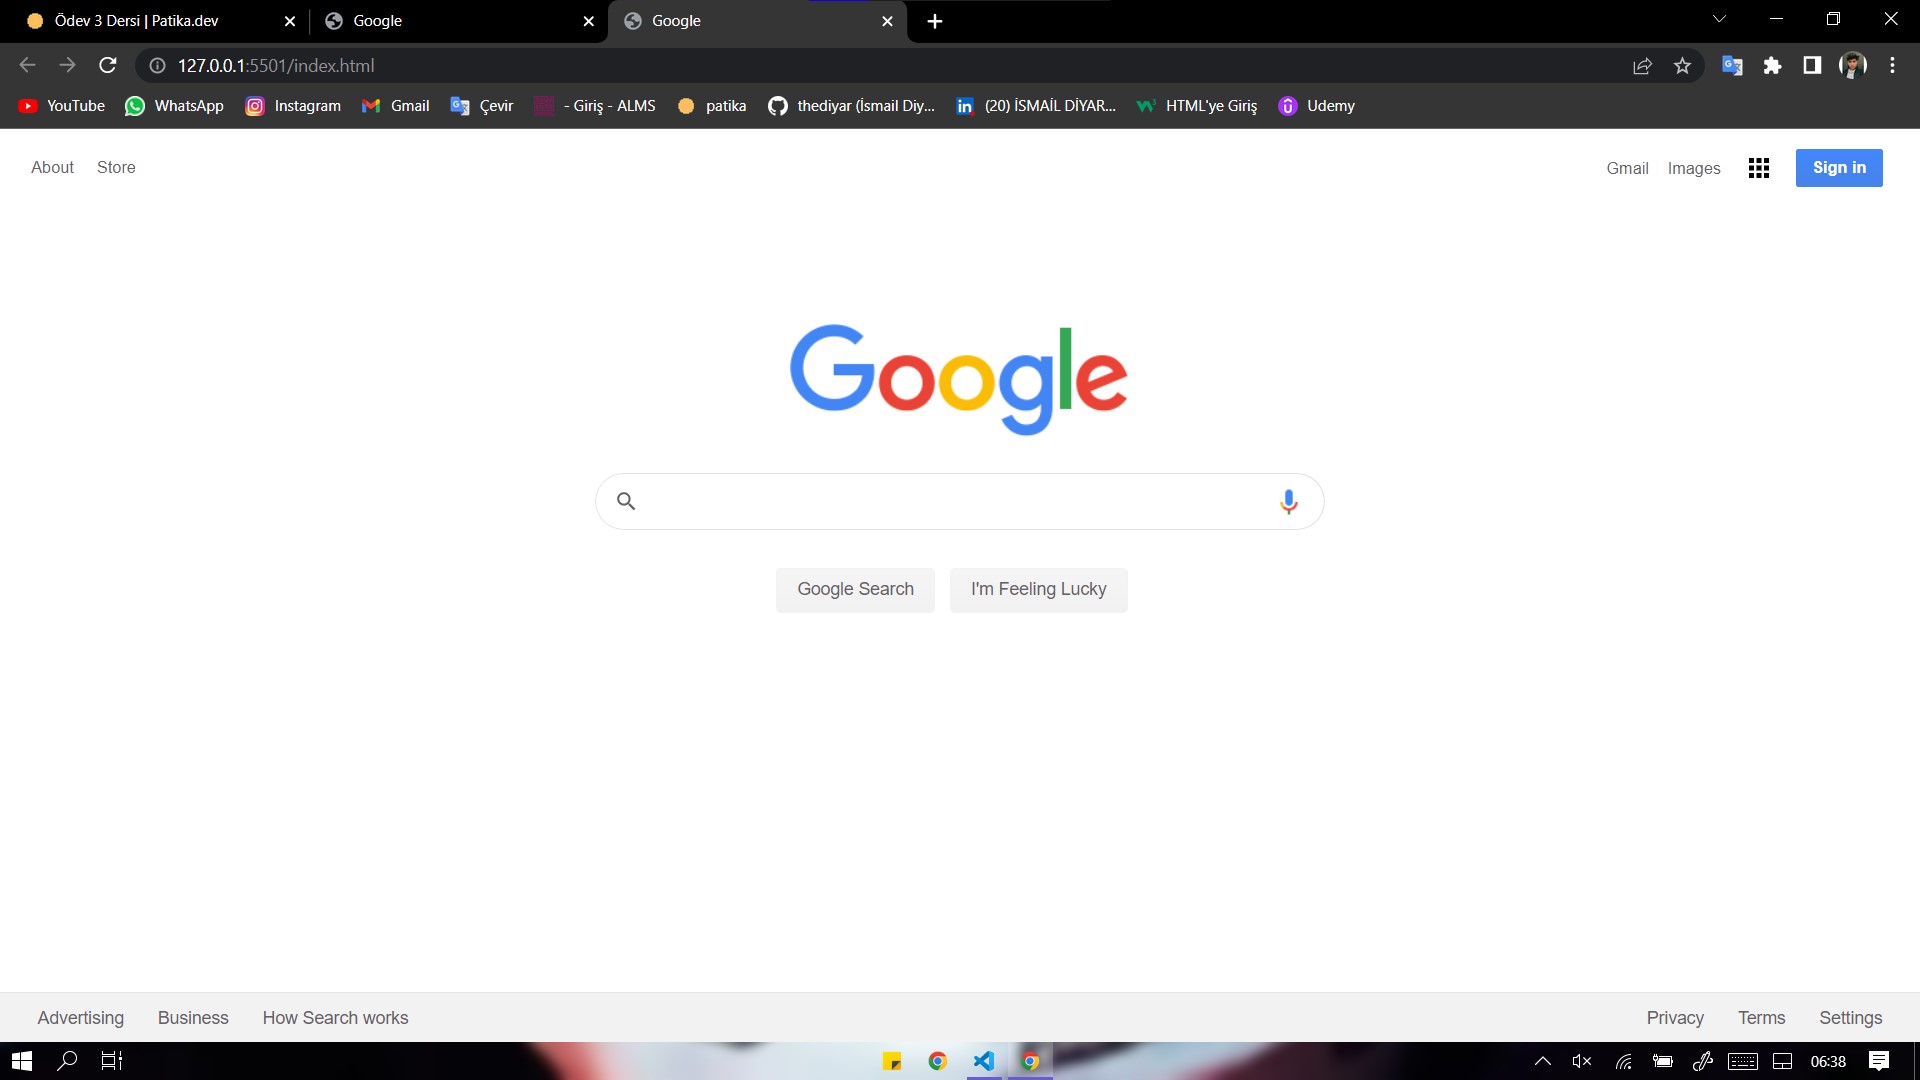 Ödev 3 Dersi | Patika.dev
Google
Google
127.0.0.1:5501/index.html
YouTube
WhatsApp
Instagram
Gmail
Çevir
- Giriş - ALMS
patika
thediyar (İsmail Diy...
(20) İSMAİL DİYAR...
HTML'ye Giriş
Udemy
About
Store
Gmail
Images
Sign in
Google
Google Search
I'm Feeling Lucky
Advertising
Business
How Search works
Privacy
Terms
Settings
06:38